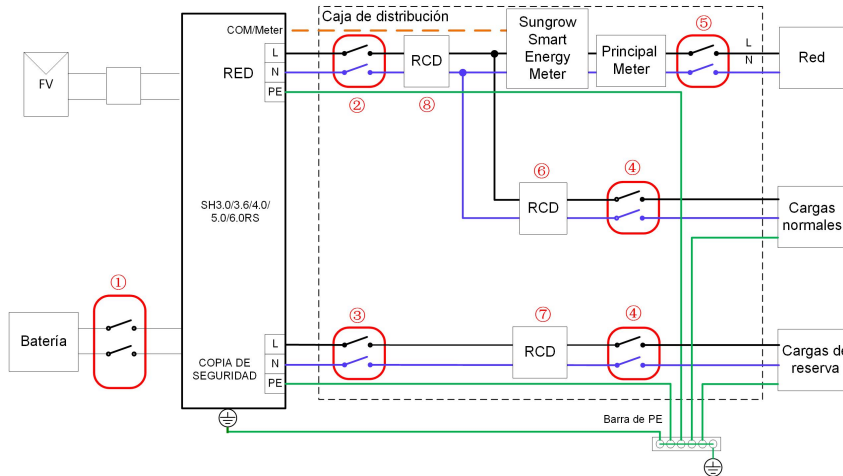 Caja de distribución
COM/Meter
⑤
Sungrow
Smart
Energy
Meter
L
L
FV
RED
N
RCD
Principal
Meter
N
Red
PE
②
⑧
⑥
④
SH3.0/3.6/4.0/
5.0/6.0RS
RCD
Cargas
normales
①
③
⑦
④
Batería
L
COPIA DE
SEGURIDAD
N
RCD
Cargas de
reserva
PE
Barra de PE